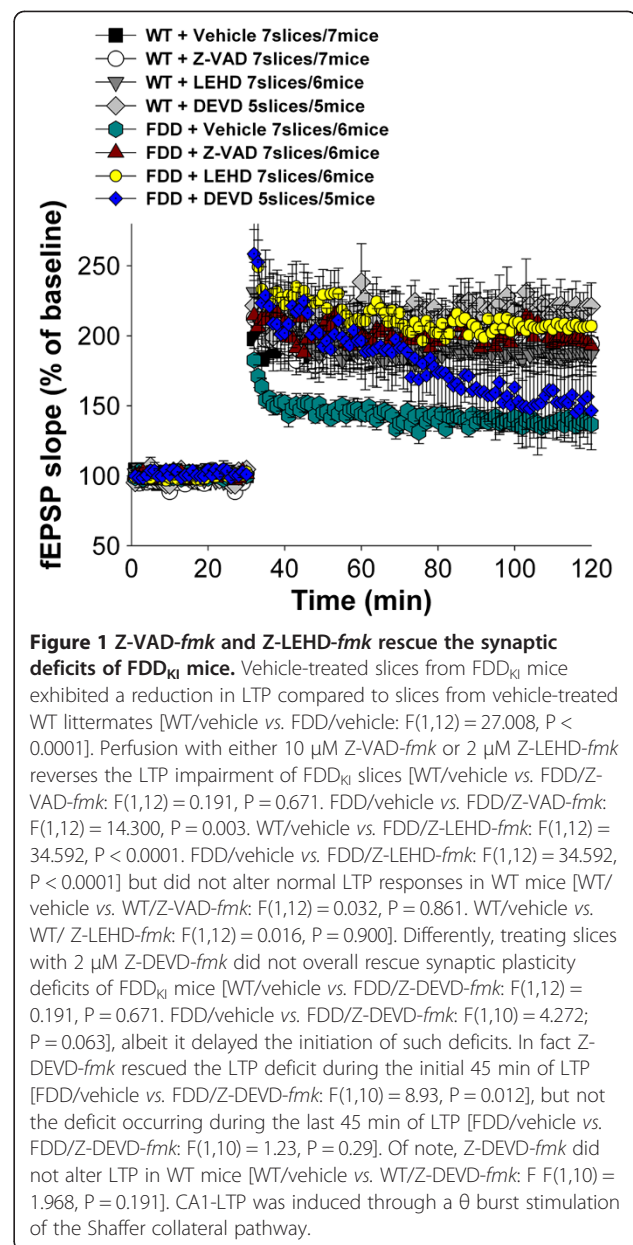 WT + Vehicle 7slices/7mice
WT + Z-VAD 7slices/7mice
WT + LEHD 7slices/6mice
WT + DEVD 5slices/5mice
FDD + Vehicle 7slices/6mice
FDD + Z-VAD 7slices/6mice
FDD + LEHD 7slices/6mice
FDD + DEVD 5slices/5mice
fEPSP slope (% of baseline)
250
200
150
100
50
0 20 40 60 80 100 120
Time (min)
Figure 1 Z-VAD-fmk and Z-LEHD-fmk rescue the synaptic
deficits of FDDKI mice. Vehicle-treated slices from FDDKI mice
exhibited a reduction in LTP compared to slices from vehicle-treated
WT littermates [WT/vehicle vs. FDD/vehicle: F(1,12) = 27.008, P <
0.0001]. Perfusion with either 10 μM Z-VAD-fmk or 2 μM Z-LEHD-fmk
reverses the LTP impairment of FDDKI slices [WT/vehicle vs. FDD/Z-
VAD-fmk: F(1,12) = 0.191, P = 0.671. FDD/vehicle vs. FDD/Z-VAD-fmk:
F(1,12) = 14.300, P = 0.003. WT/vehicle vs. FDD/Z-LEHD-fmk: F(1,12) =
34.592, P < 0.0001. FDD/vehicle vs. FDD/Z-LEHD-fmk: F(1,12) = 34.592,
P < 0.0001] but did not alter normal LTP responses in WT mice [WT/
vehicle vs. WT/Z-VAD-fmk: F(1,12) = 0.032, P = 0.861. WT/vehicle vs.
WT/ Z-LEHD-fmk: F(1,12) = 0.016, P = 0.900]. Differently, treating slices
with 2 μM Z-DEVD-fmk did not overall rescue synaptic plasticity
deficits of FDDKI mice [WT/vehicle vs. FDD/Z-DEVD-fmk: F(1,12) =
0.191, P = 0.671. FDD/vehicle vs. FDD/Z-DEVD-fmk: F(1,10) = 4.272;
P = 0.063], albeit it delayed the initiation of such deficits. In fact Z-
DEVD-fmk rescued the LTP deficit during the initial 45 min of LTP
[FDD/vehicle vs. FDD/Z-DEVD-fmk: F(1,10) = 8.93, P = 0.012], but not
the deficit occurring during the last 45 min of LTP [FDD/vehicle vs.
FDD/Z-DEVD-fmk: F(1,10) = 1.23, P = 0.29]. Of note, Z-DEVD-fmk did
not alter LTP in WT mice [WT/vehicle vs. WT/Z-DEVD-fmk: F F(1,10) =
1.968, P = 0.191]. CA1-LTP was induced through a θ burst stimulation
of the Shaffer collateral pathway.